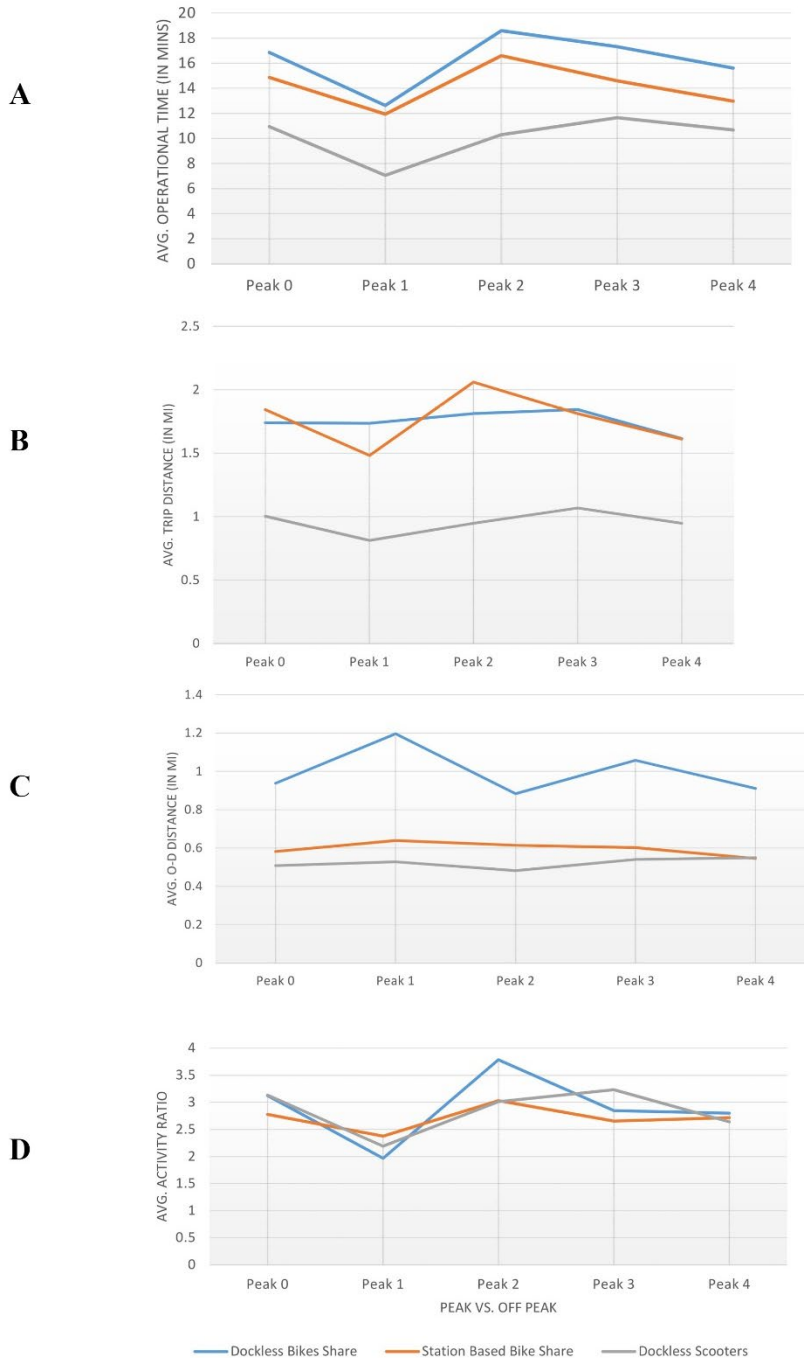 A
AVG. OPERATIONAL TIME (IN MINS)
20
18
16
14
12
10
8
6
4
2
0
Peak 0 Peak 1 Peak 2 Peak 3 Peak 4
B
AVG. TRIP DISTANCE (IN MI)
2.5
2
1.5
1
0.5
0
Peak 0 Peak 1 Peak 2 Peak 3 Peak 4
C
AVG. O-D DISTANCE (IN MI)
1.4
1.2
1
0.8
0.6
0.4
0.2
0
Peak 0 Peak 1 Peak 2 Peak 3 Peak 4
D
AVG. ACTIVITY RATIO
4
3.5
3
2.5
2
1.5
1
0.5
0
Peak 0 Peak 1 Peak 2 Peak 3 Peak 4
PEAK VS. OFF PEAK
Dockless Bikes Share Station Based Bike Share Dockless Scooters